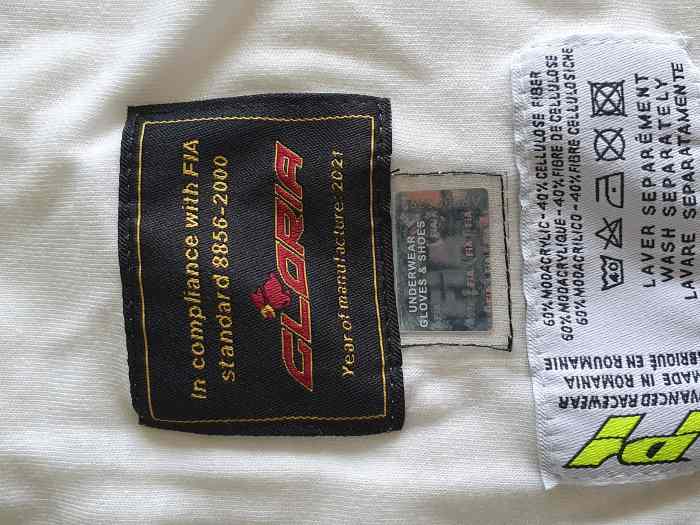 In compliance with FIA
standard 8856-2000
GLORIA
Year of manufacture: 2021
UNDERWEAR
GLOVES & SHOES
60% MODACRYLIC - 40% CELLULOSE FIBER
60% MODACRYLIQUE - 40% FIBRE DE CELLULOSE
60% MODACRILICO - 40% FIBRE CELLULOSICHE
LAVER SEPARÉMENT
WASH SEPARATELY
LAVARE SEPARATAMENTE
ADVANCED RACEWEAR
MADE IN ROMANIA
FABRIQUÉ EN ROUMANIE